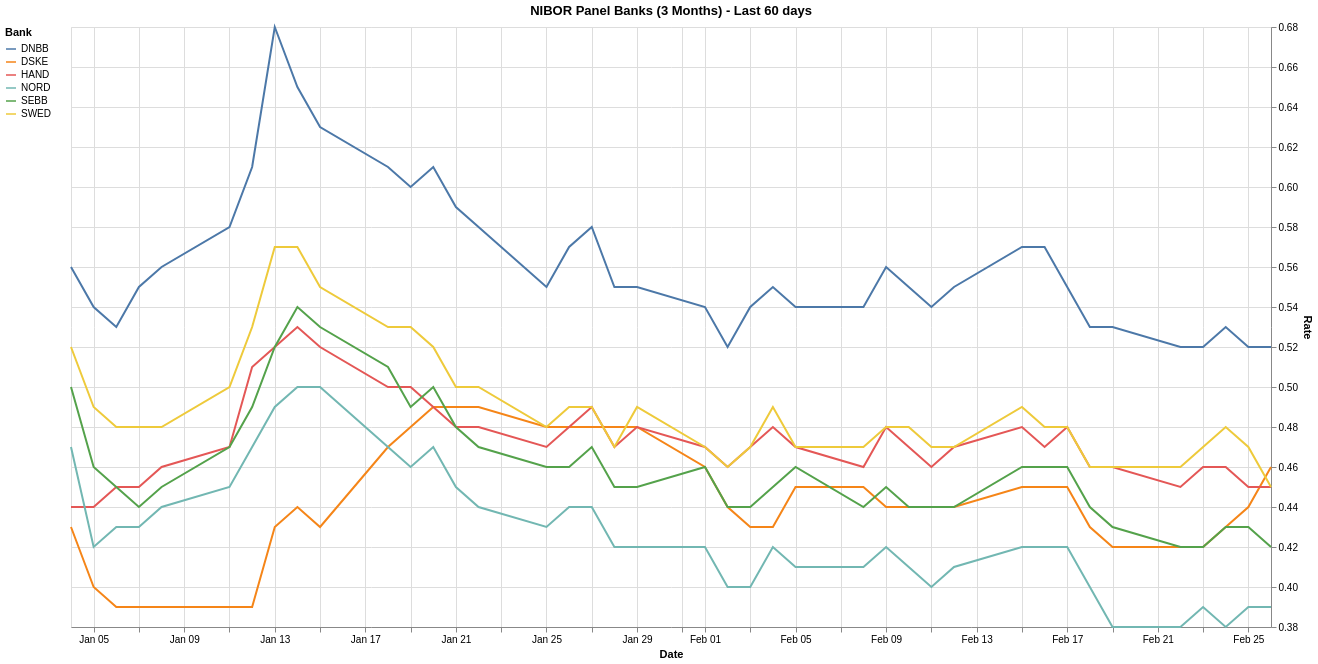 NIBOR Panel Banks (3 Months) - Last 60 days
Bank
DNBB
DSKE
HAND
NORD
SEBB
SWED
0.68
0.66
0.64
0.62
0.60
0.58
0.56
0.54
0.52
0.50
0.48
0.46
0.44
0.42
0.40
0.38
Rate
Jan 05 Jan 09 Jan 13 Jan 17 Jan 21 Jan 25 Jan 29 Feb 01 Feb 05 Feb 09 Feb 13 Feb 17 Feb 21 Feb 25
Date